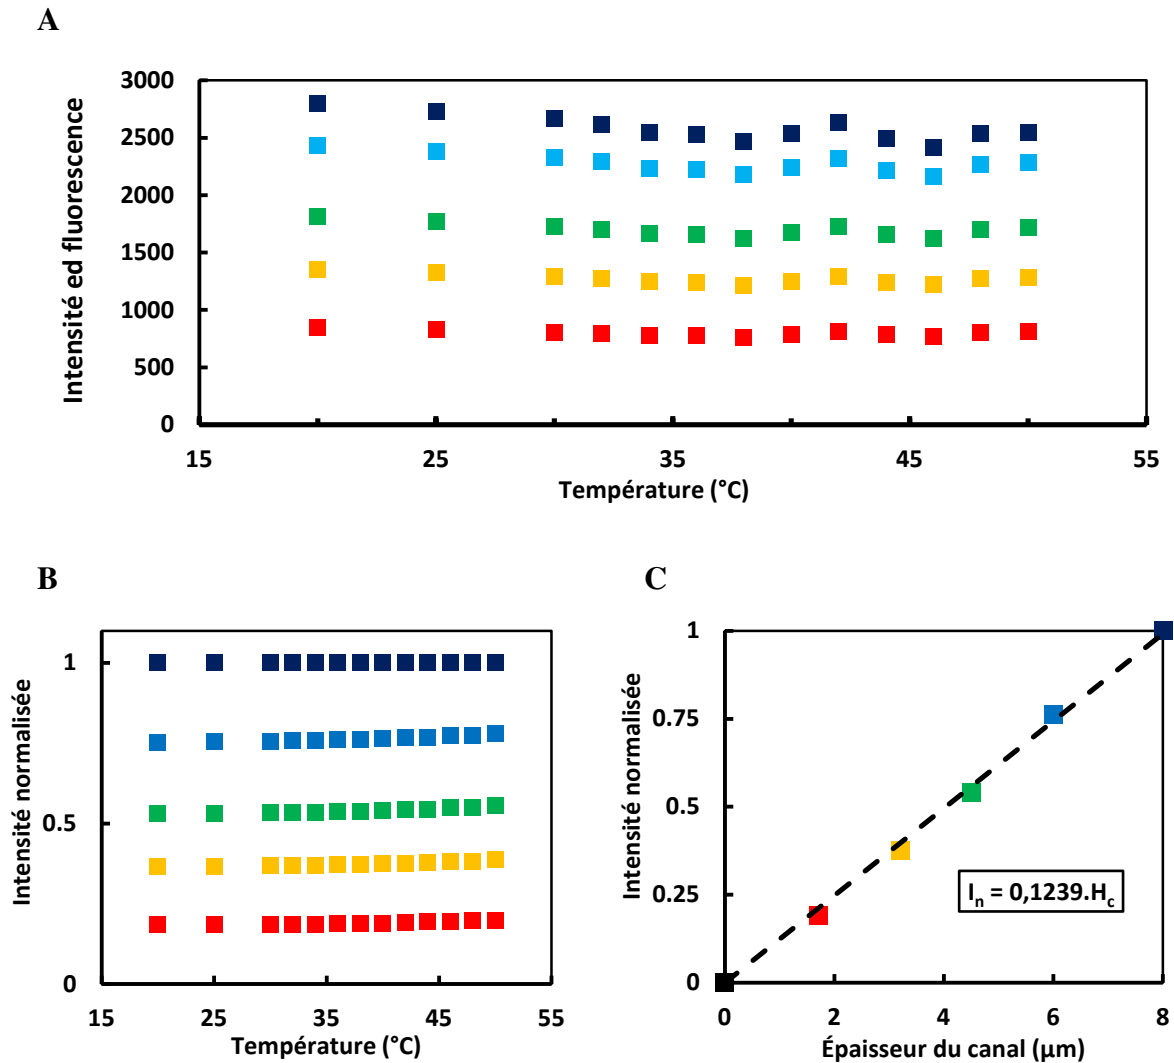 A
3000
2500
2000
1500
1000
500
0
Intensité ed fluorescence
15 25 35 45 55
Température (°C)
B
1
0.5
0
Intensité normalisée
15 25 35 45 55
Température (°C)
C
1
0.75
0.5
0.25
0
Intensité normalisée
I_n = 0,1239.H_c
0 2 4 6 8
Épaisseur du canal (µm)